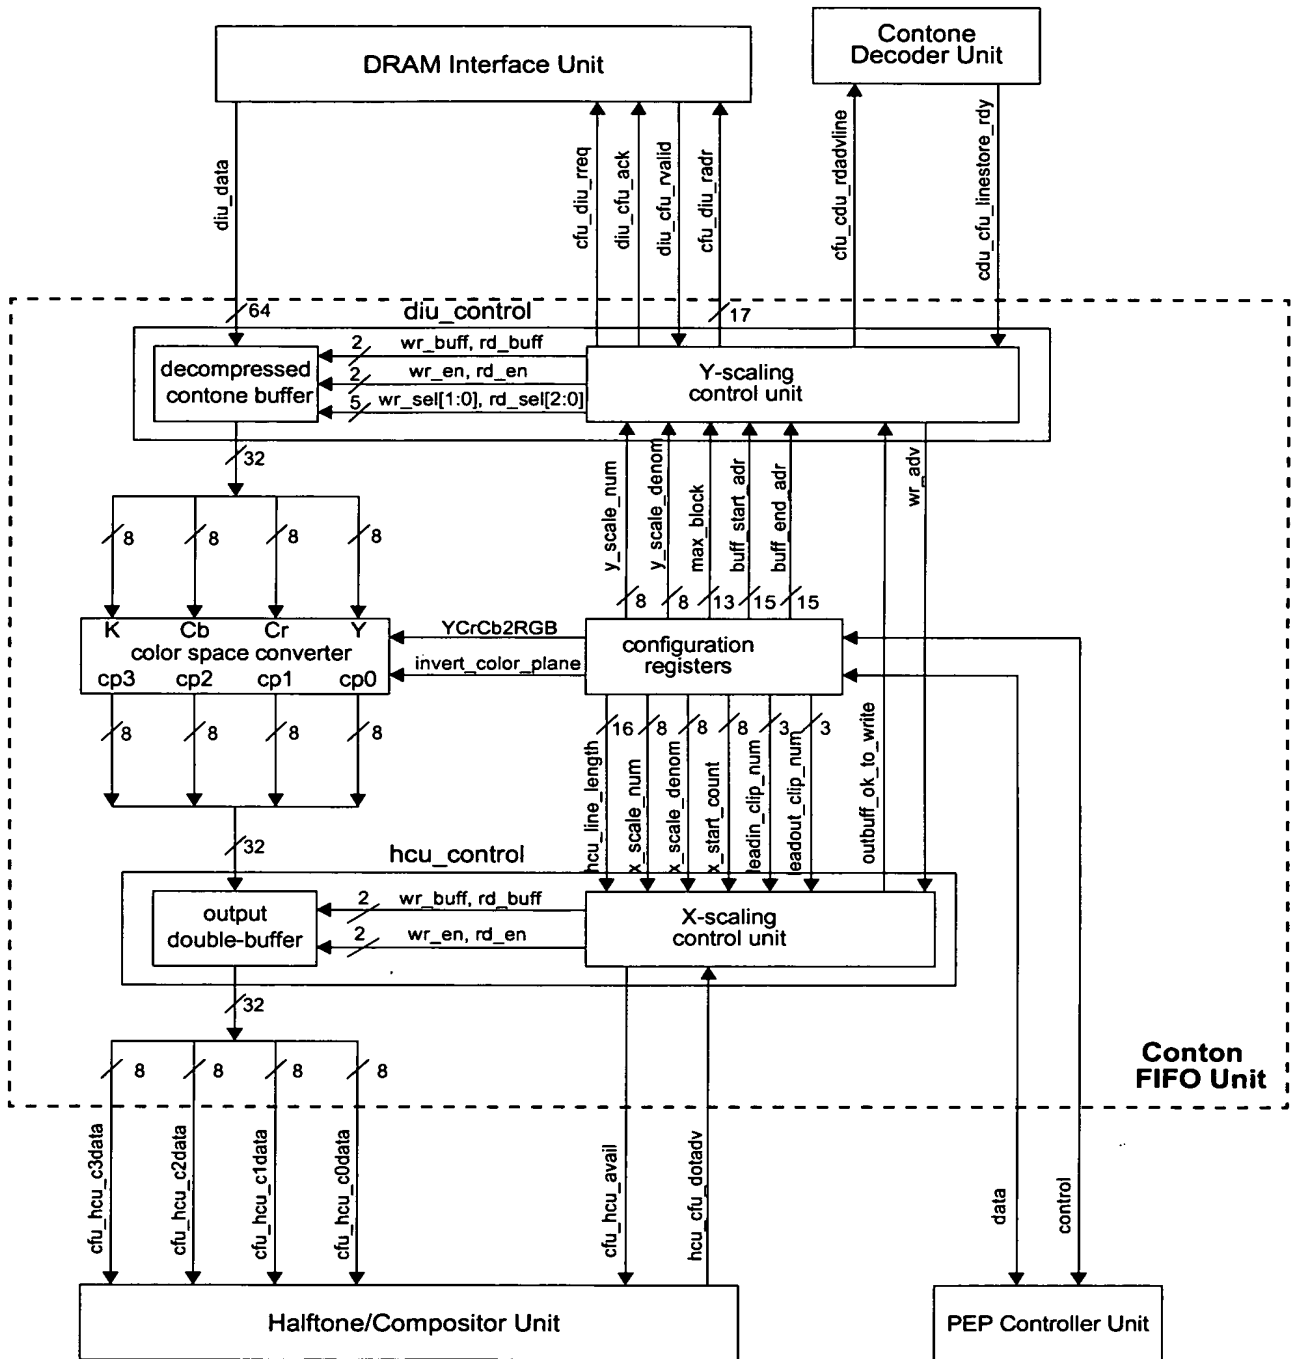 DRAM Interface Unit
Contone
Decoder Unit
diu_data
cfu_diu_rreq
diu_cfu_ack
diu_cfu_rvalid
cfu_diu_radr
cfu_cdu_rdadvline
cdu_cfu_linestore_rdy
64
diu_control
17
decompressed
contone buffer
2
wr_buff, rd_buff
2
wr_en, rd_en
5
wr_sel[1:0], rd_sel[2:0]
Y-scaling
control unit
32
8
8
8
8
y_scale_num
y_scale_denom
max_block
buff_start_adr
buff_end_adr
wr_adv
8
8
13
15
15
K
Cb
Cr
Y
color space converter
cp3
cp2
cp1
cp0
YCrCb2RGB
invert_color_plane
configuration
registers
8
8
8
8
16
8
8
8
3
3
hcu_line_length
x_scale_num
x_scale_denom
x_start_count
leadin_clip_num
leadout_clip_num
outbuff_ok_to_write
32
hcu_control
output
double-buffer
2
wr_buff, rd_buff
2
wr_en, rd_en
X-scaling
control unit
32
8
8
8
8
Conton
FIFO Unit
cfu_hcu_c3data
cfu_hcu_c2data
cfu_hcu_c1data
cfu_hcu_c0data
cfu_hcu_avail
hcu_cfu_dotadv
data
control
Halftone/Compositor Unit
PEP Controller Unit